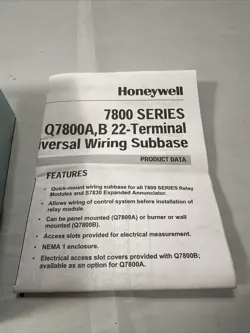 Honeywell
7800 SERIES
Q7800A,B 22-Terminal
iversal Wiring Subbase
PRODUCT DATA
FEATURES
• Quick-mount wiring subbase for all 7800 SERIES Relay
Modules and S7830 Expanded Annunciator.
• Allows wiring of control system before installation of
relay module.
• Can be panel mounted (Q7800A) or burner or wall
mounted (Q7800B).
• Access slots provided for electrical measurement.
• NEMA 1 enclosure.
• Electrical access slot covers provided with Q7800B;
available as an option for Q7800A.